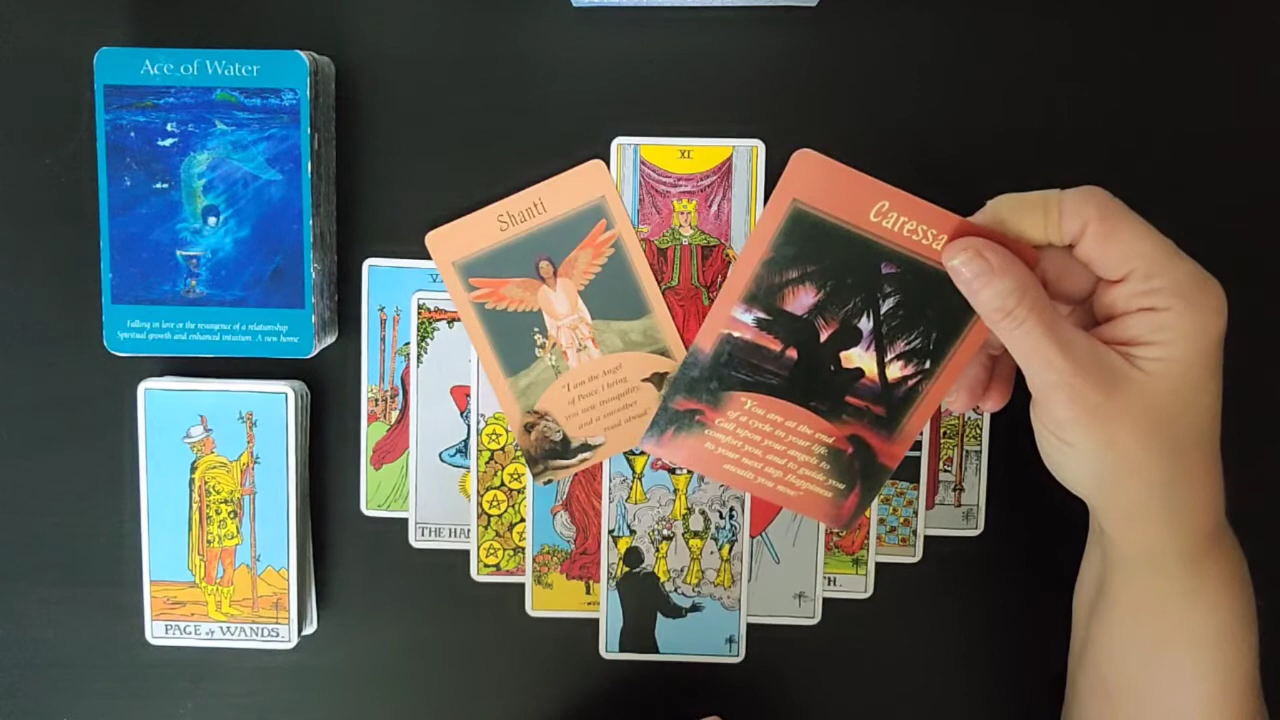 Ace of Water
Falling in love or the resurgence of a relationship
Spiritual growth and enhanced intuition A new home
PAGE of WANDS.
XI
Shanti
"I am the Angel
of Peace. I bring
you new tranquility,
and a smoother
road ahead."
Caressa
"You are at the end
of a cycle in your life.
Call upon your angels to
comfort you, and to guide you
to your next step. Happiness
awaits you now!"
THE HAN
TH.